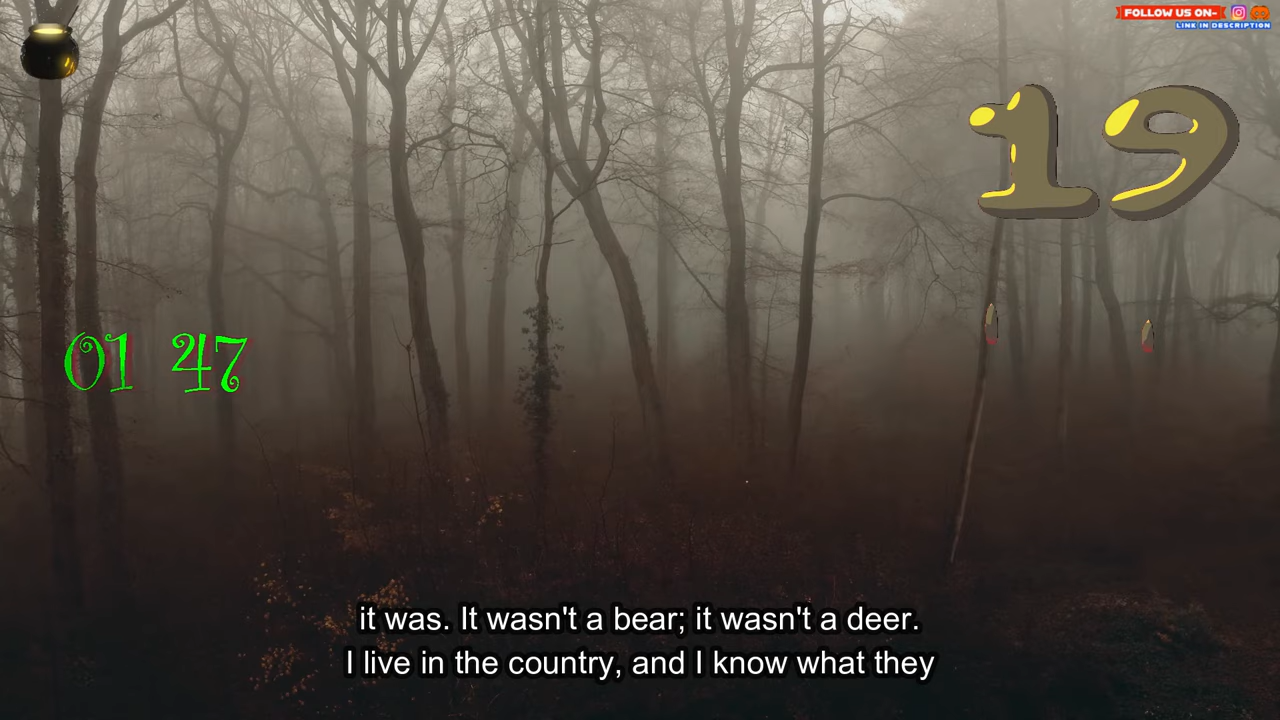 FOLLOW US ON-
LINK IN DESCRIPTION
19
01 47
it was. It wasn't a bear; it wasn't a deer.
I live in the country, and I know what they